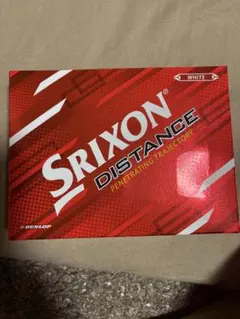 WHITE
SRIXON®
DISTANCE
PENETRATING TRAJECTORY
DUNLOP